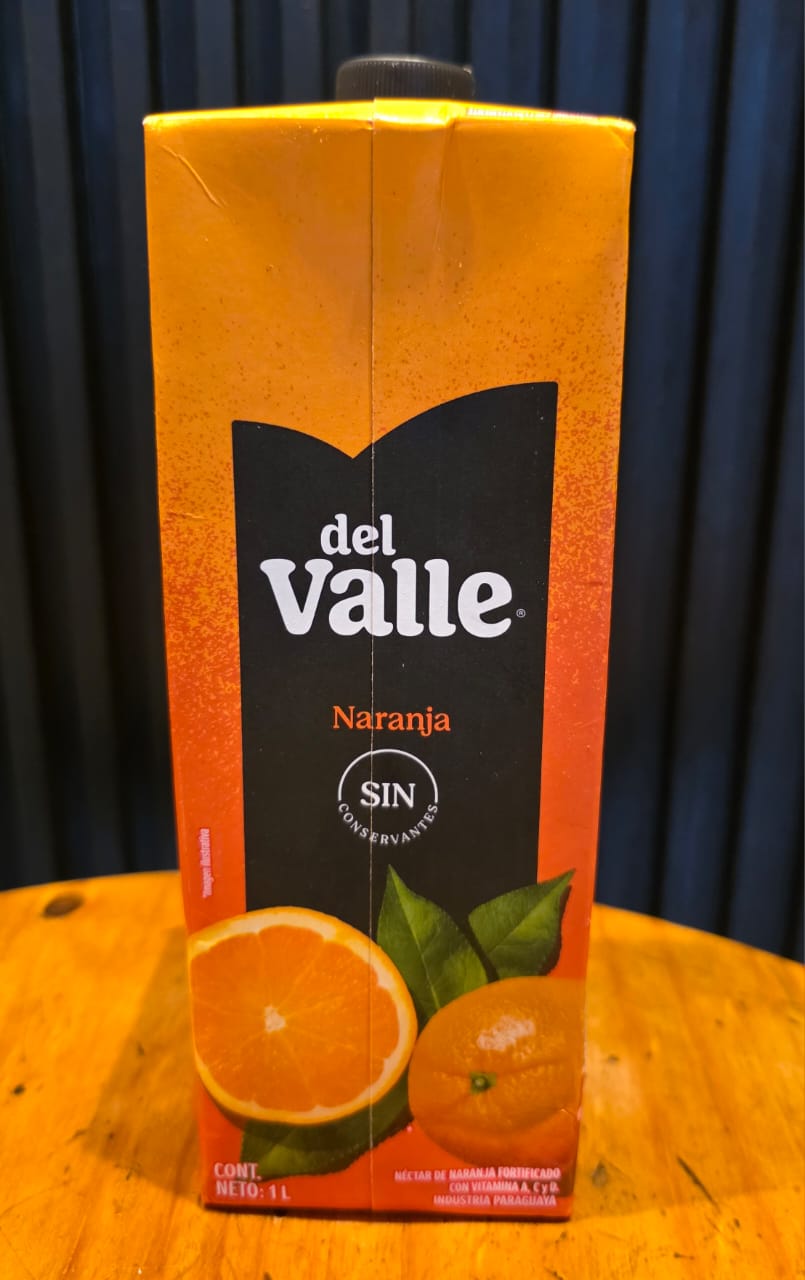 del
Valle®
Naranja
SIN
CONSERVANTES
*Imagen ilustrativa
CONT.
NETO: 1 L
NÉCTAR DE NARANJA FORTIFICADO
CON VITAMINA A, C y D.
INDUSTRIA PARAGUAYA